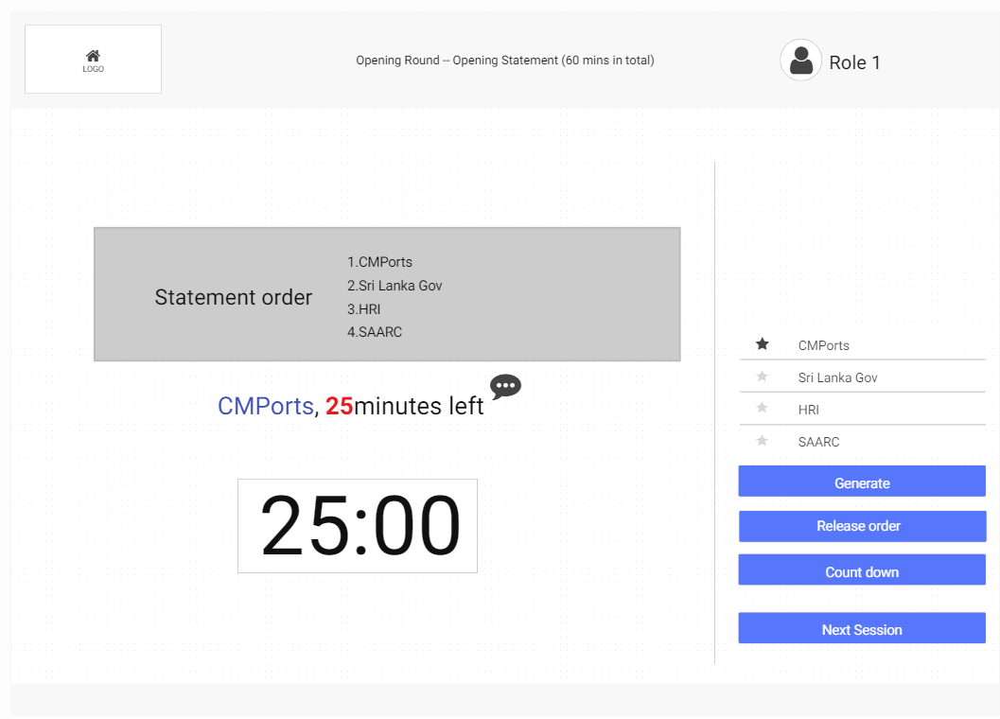 LOGO
Opening Round -- Opening Statement (60 mins in total)
Role 1
Statement order
1.CMPorts
2.Sri Lanka Gov
3.HRI
4.SAARC
CMPorts, 25minutes left
25:00
CMPorts
Sri Lanka Gov
HRI
SAARC
Generate
Release order
Count down
Next Session